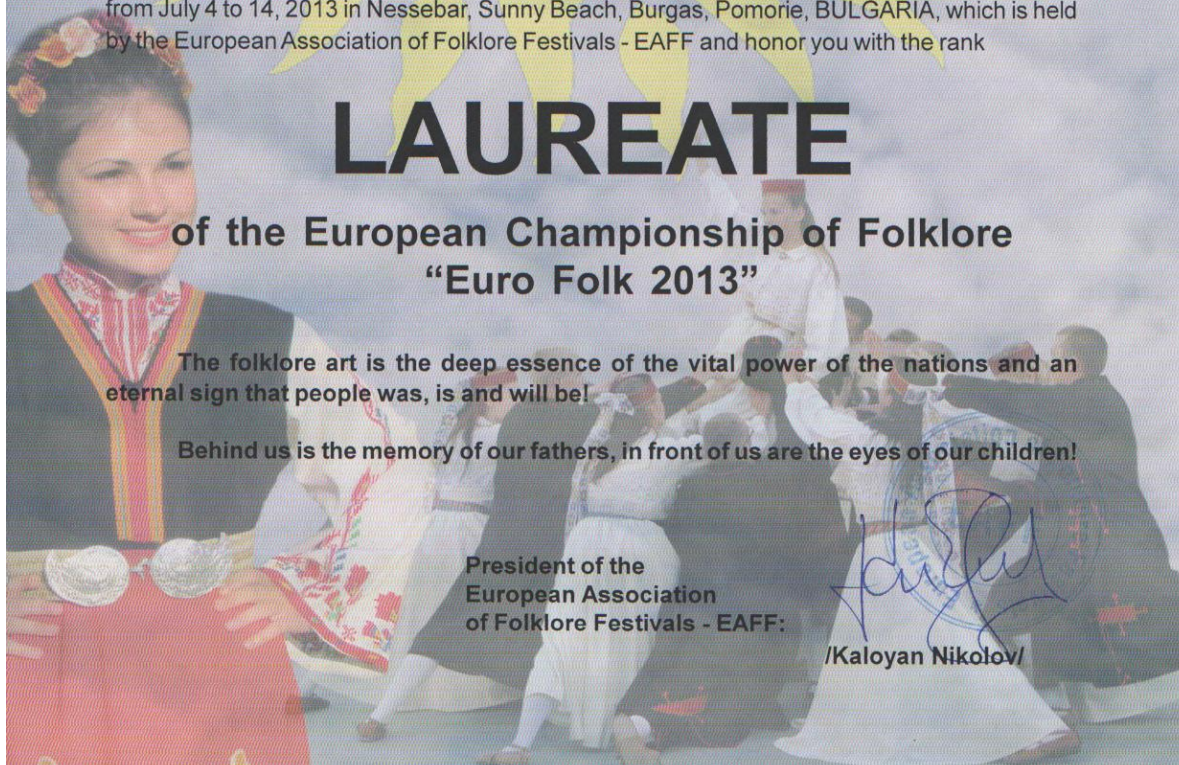 from July 4 to 14, 2013 in Nessebar, Sunny Beach, Burgas, Pomorie, BULGARIA, which is held
by the European Association of Folklore Festivals - EAFF and honor you with the rank
LAUREATE
of the European Championship of Folklore
“Euro Folk 2013”
The folklore art is the deep essence of the vital power of the nations and an
eternal sign that people was, is and will be!
Behind us is the memory of our fathers, in front of us are the eyes of our children!
President of the
European Association
of Folklore Festivals - EAFF:
/Kaloyan Nikolov/